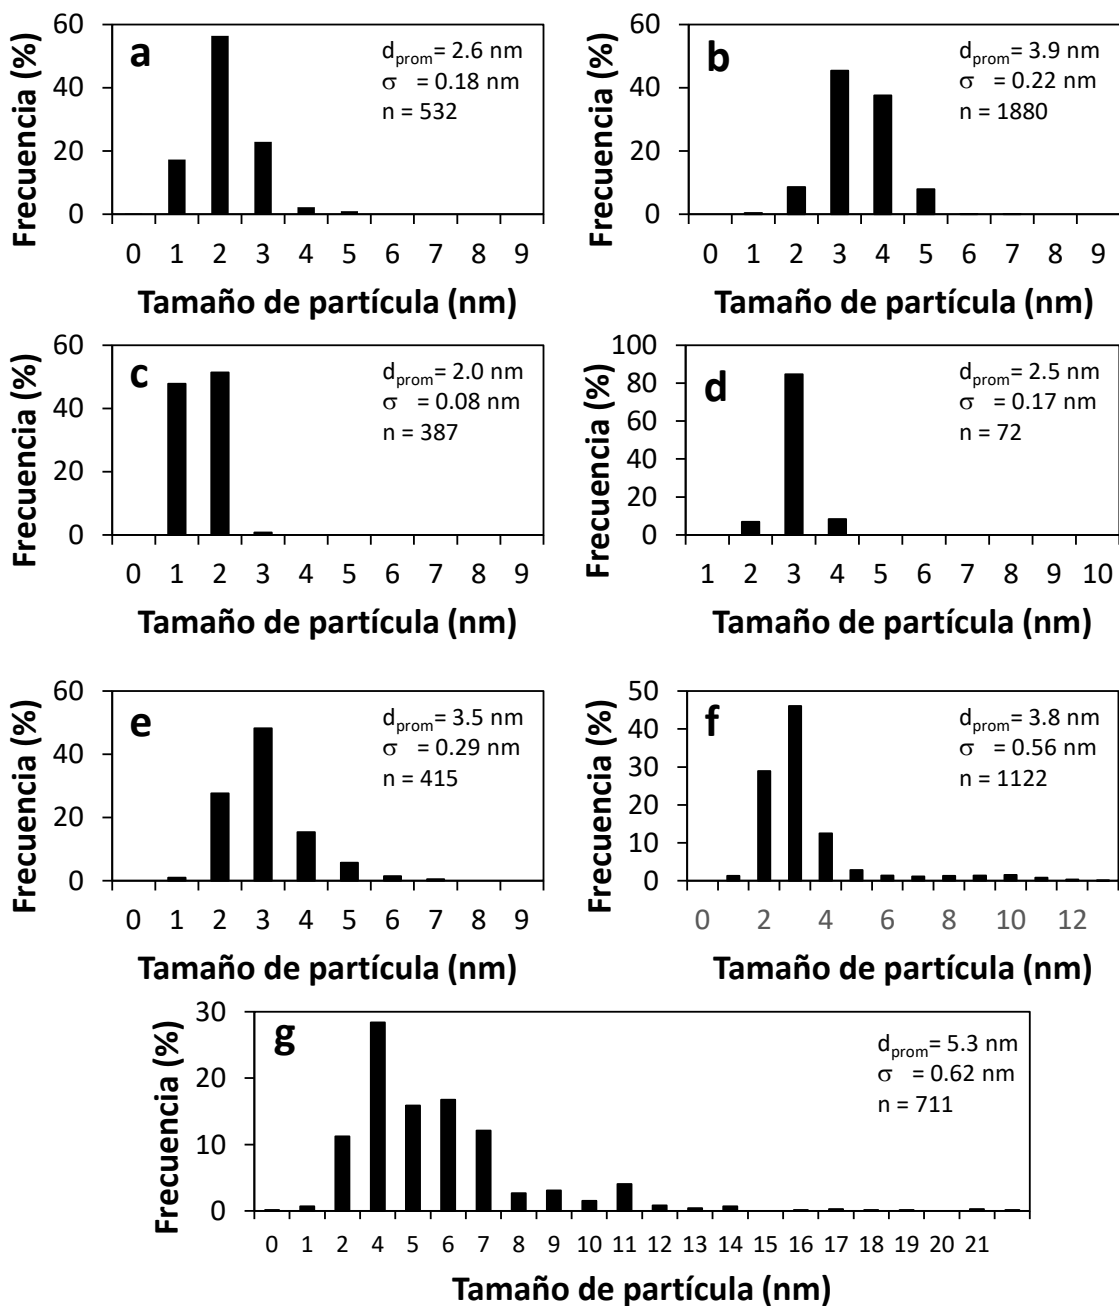 a
d_prom= 2.6 nm
σ = 0.18 nm
n = 532
Frecuencia (%)
60
40
20
0
0 1 2 3 4 5 6 7 8 9
Tamaño de partícula (nm)
b
d_prom= 3.9 nm
σ = 0.22 nm
n = 1880
Frecuencia (%)
60
40
20
0
0 1 2 3 4 5 6 7 8 9
Tamaño de partícula (nm)
c
d_prom= 2.0 nm
σ = 0.08 nm
n = 387
Frecuencia (%)
60
40
20
0
0 1 2 3 4 5 6 7 8 9
Tamaño de partícula (nm)
d
d_prom= 2.5 nm
σ = 0.17 nm
n = 72
Frecuencia (%)
100
80
60
40
20
0
1 2 3 4 5 6 7 8 9 10
Tamaño de partícula (nm)
e
d_prom= 3.5 nm
σ = 0.29 nm
n = 415
Frecuencia (%)
60
40
20
0
0 1 2 3 4 5 6 7 8 9
Tamaño de partícula (nm)
f
d_prom= 3.8 nm
σ = 0.56 nm
n = 1122
Frecuencia (%)
50
40
30
20
10
0
0 2 4 6 8 10 12
Tamaño de partícula (nm)
g
d_prom= 5.3 nm
σ = 0.62 nm
n = 711
Frecuencia (%)
30
20
10
0
0 1 2 4 5 6 7 8 9 10 11 12 13 14 15 16 17 18 19 20 21
Tamaño de partícula (nm)